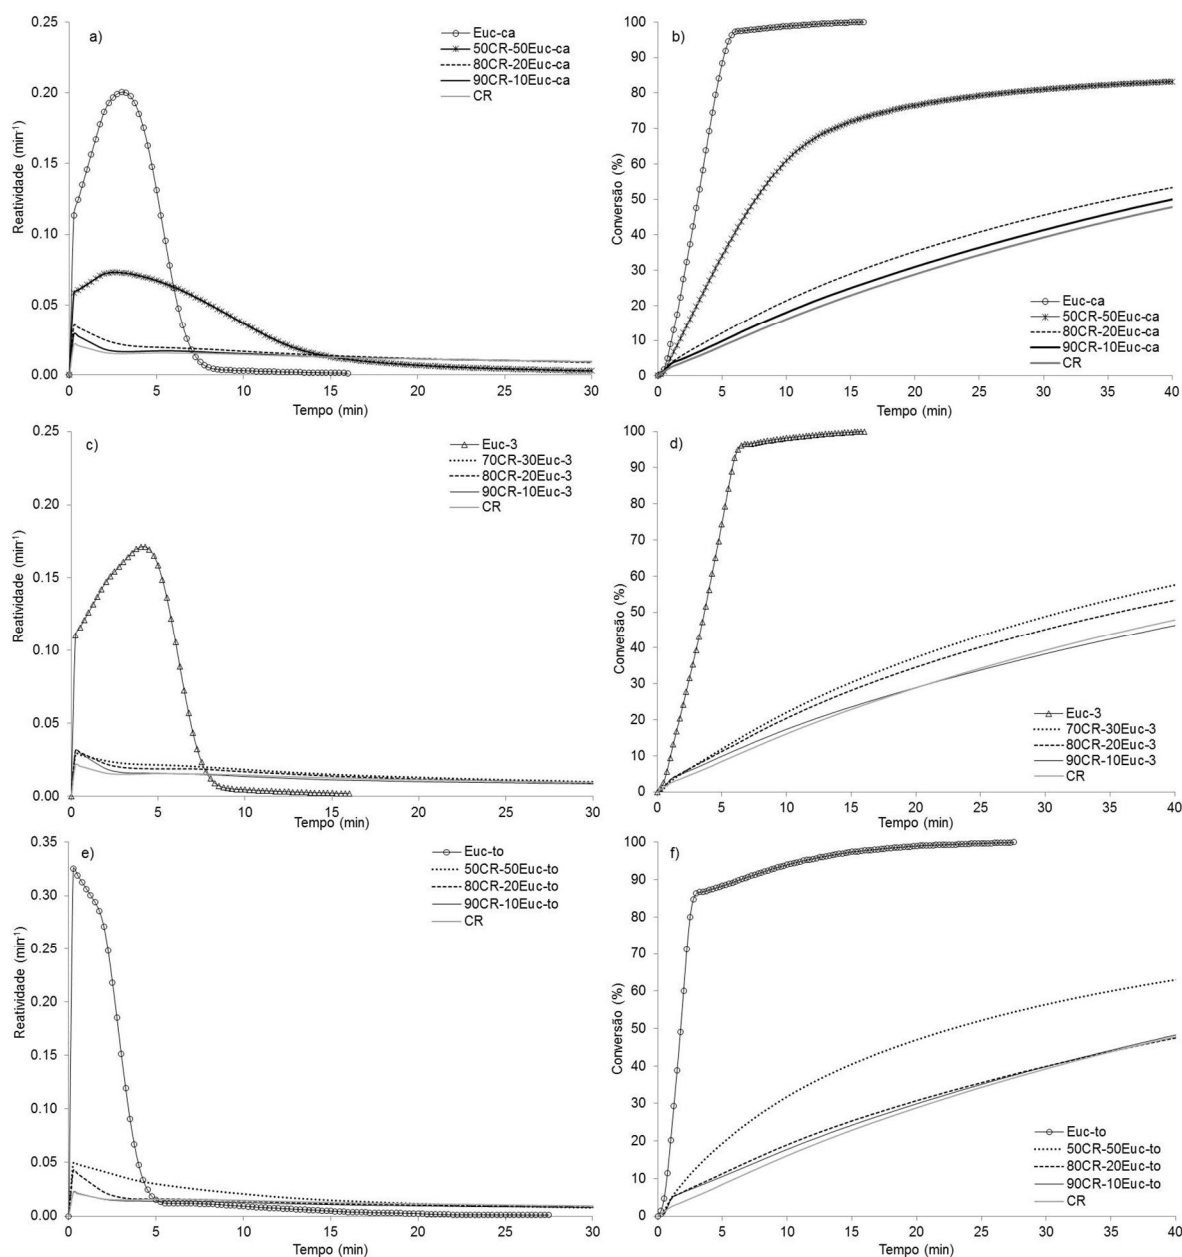 a)
Reatividade (min-1)
0.25
0.20
0.15
0.10
0.05
0.00
0
5
10
15
20
25
30
Tempo (min)
Euc-ca
50CR-50Euc-ca
80CR-20Euc-ca
90CR-10Euc-ca
CR
b)
Conversão (%)
100
90
80
70
60
50
40
30
20
10
0
0
5
10
15
20
25
30
35
40
Tempo (min)
Euc-ca
50CR-50Euc-ca
80CR-20Euc-ca
90CR-10Euc-ca
CR
c)
Reatividade (min-1)
0.25
0.20
0.15
0.10
0.05
0.00
0
5
10
15
20
25
30
Tempo (min)
Euc-3
70CR-30Euc-3
80CR-20Euc-3
90CR-10Euc-3
CR
d)
Conversão (%)
100
90
80
70
60
50
40
30
20
10
0
0
5
10
15
20
25
30
35
40
Tempo (min)
Euc-3
70CR-30Euc-3
80CR-20Euc-3
90CR-10Euc-3
CR
e)
Reatividade (min-1)
0.35
0.30
0.25
0.20
0.15
0.10
0.05
0.00
0
5
10
15
20
25
30
Tempo (min)
Euc-to
50CR-50Euc-to
80CR-20Euc-to
90CR-10Euc-to
CR
f)
Conversão (%)
100
90
80
70
60
50
40
30
20
10
0
0
5
10
15
20
25
30
35
40
Tempo (min)
Euc-to
50CR-50Euc-to
80CR-20Euc-to
90CR-10Euc-to
CR